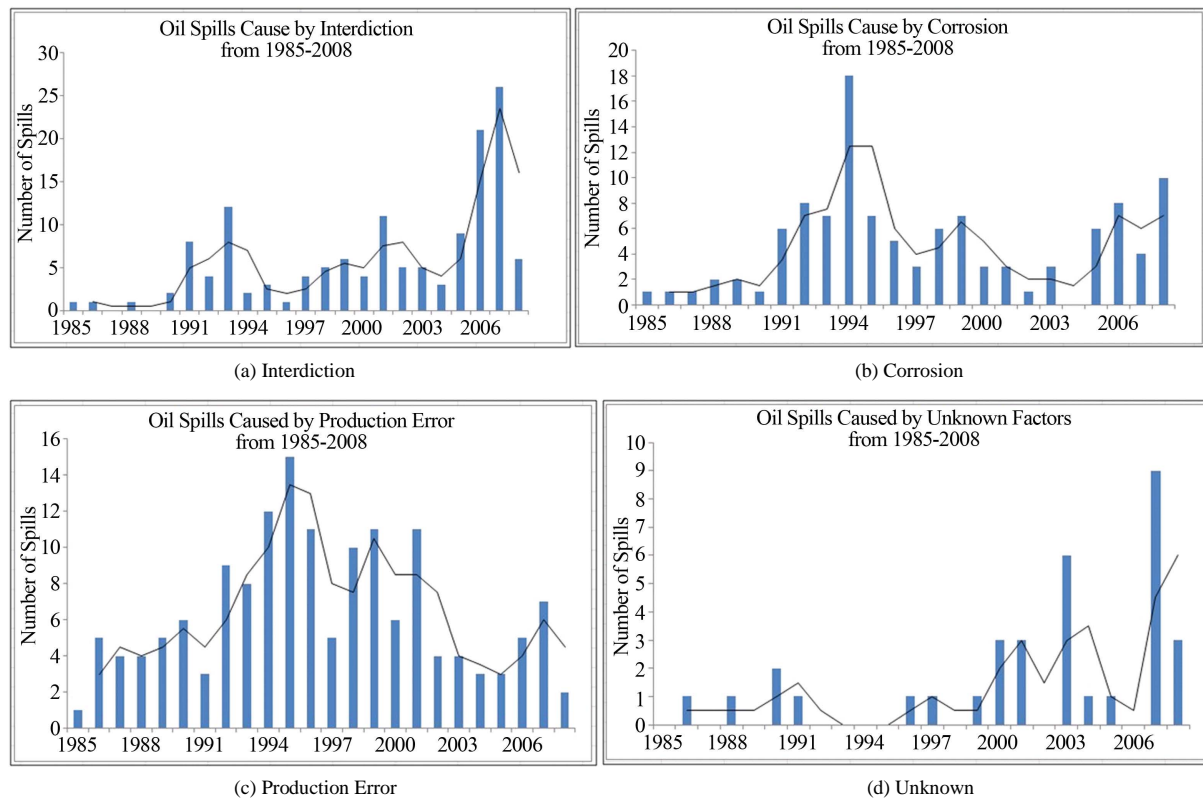 Oil Spills Cause by Interdiction
from 1985-2008
Number of Spills
30
25
20
15
10
5
0
1985 1988 1991 1994 1997 2000 2003 2006
(a) Interdiction
Oil Spills Cause by Corrosion
from 1985-2008
Number of Spills
20
18
16
14
12
10
8
6
4
2
0
1985 1988 1991 1994 1997 2000 2003 2006
(b) Corrosion
Oil Spills Caused by Production Error
from 1985-2008
Number of Spills
16
14
12
10
8
6
4
2
0
1985 1988 1991 1994 1997 2000 2003 2006
(c) Production Error
Oil Spills Caused by Unknown Factors
from 1985-2008
Number of Spills
10
9
8
7
6
5
4
3
2
1
0
1985 1988 1991 1994 1997 2000 2003 2006
(d) Unknown